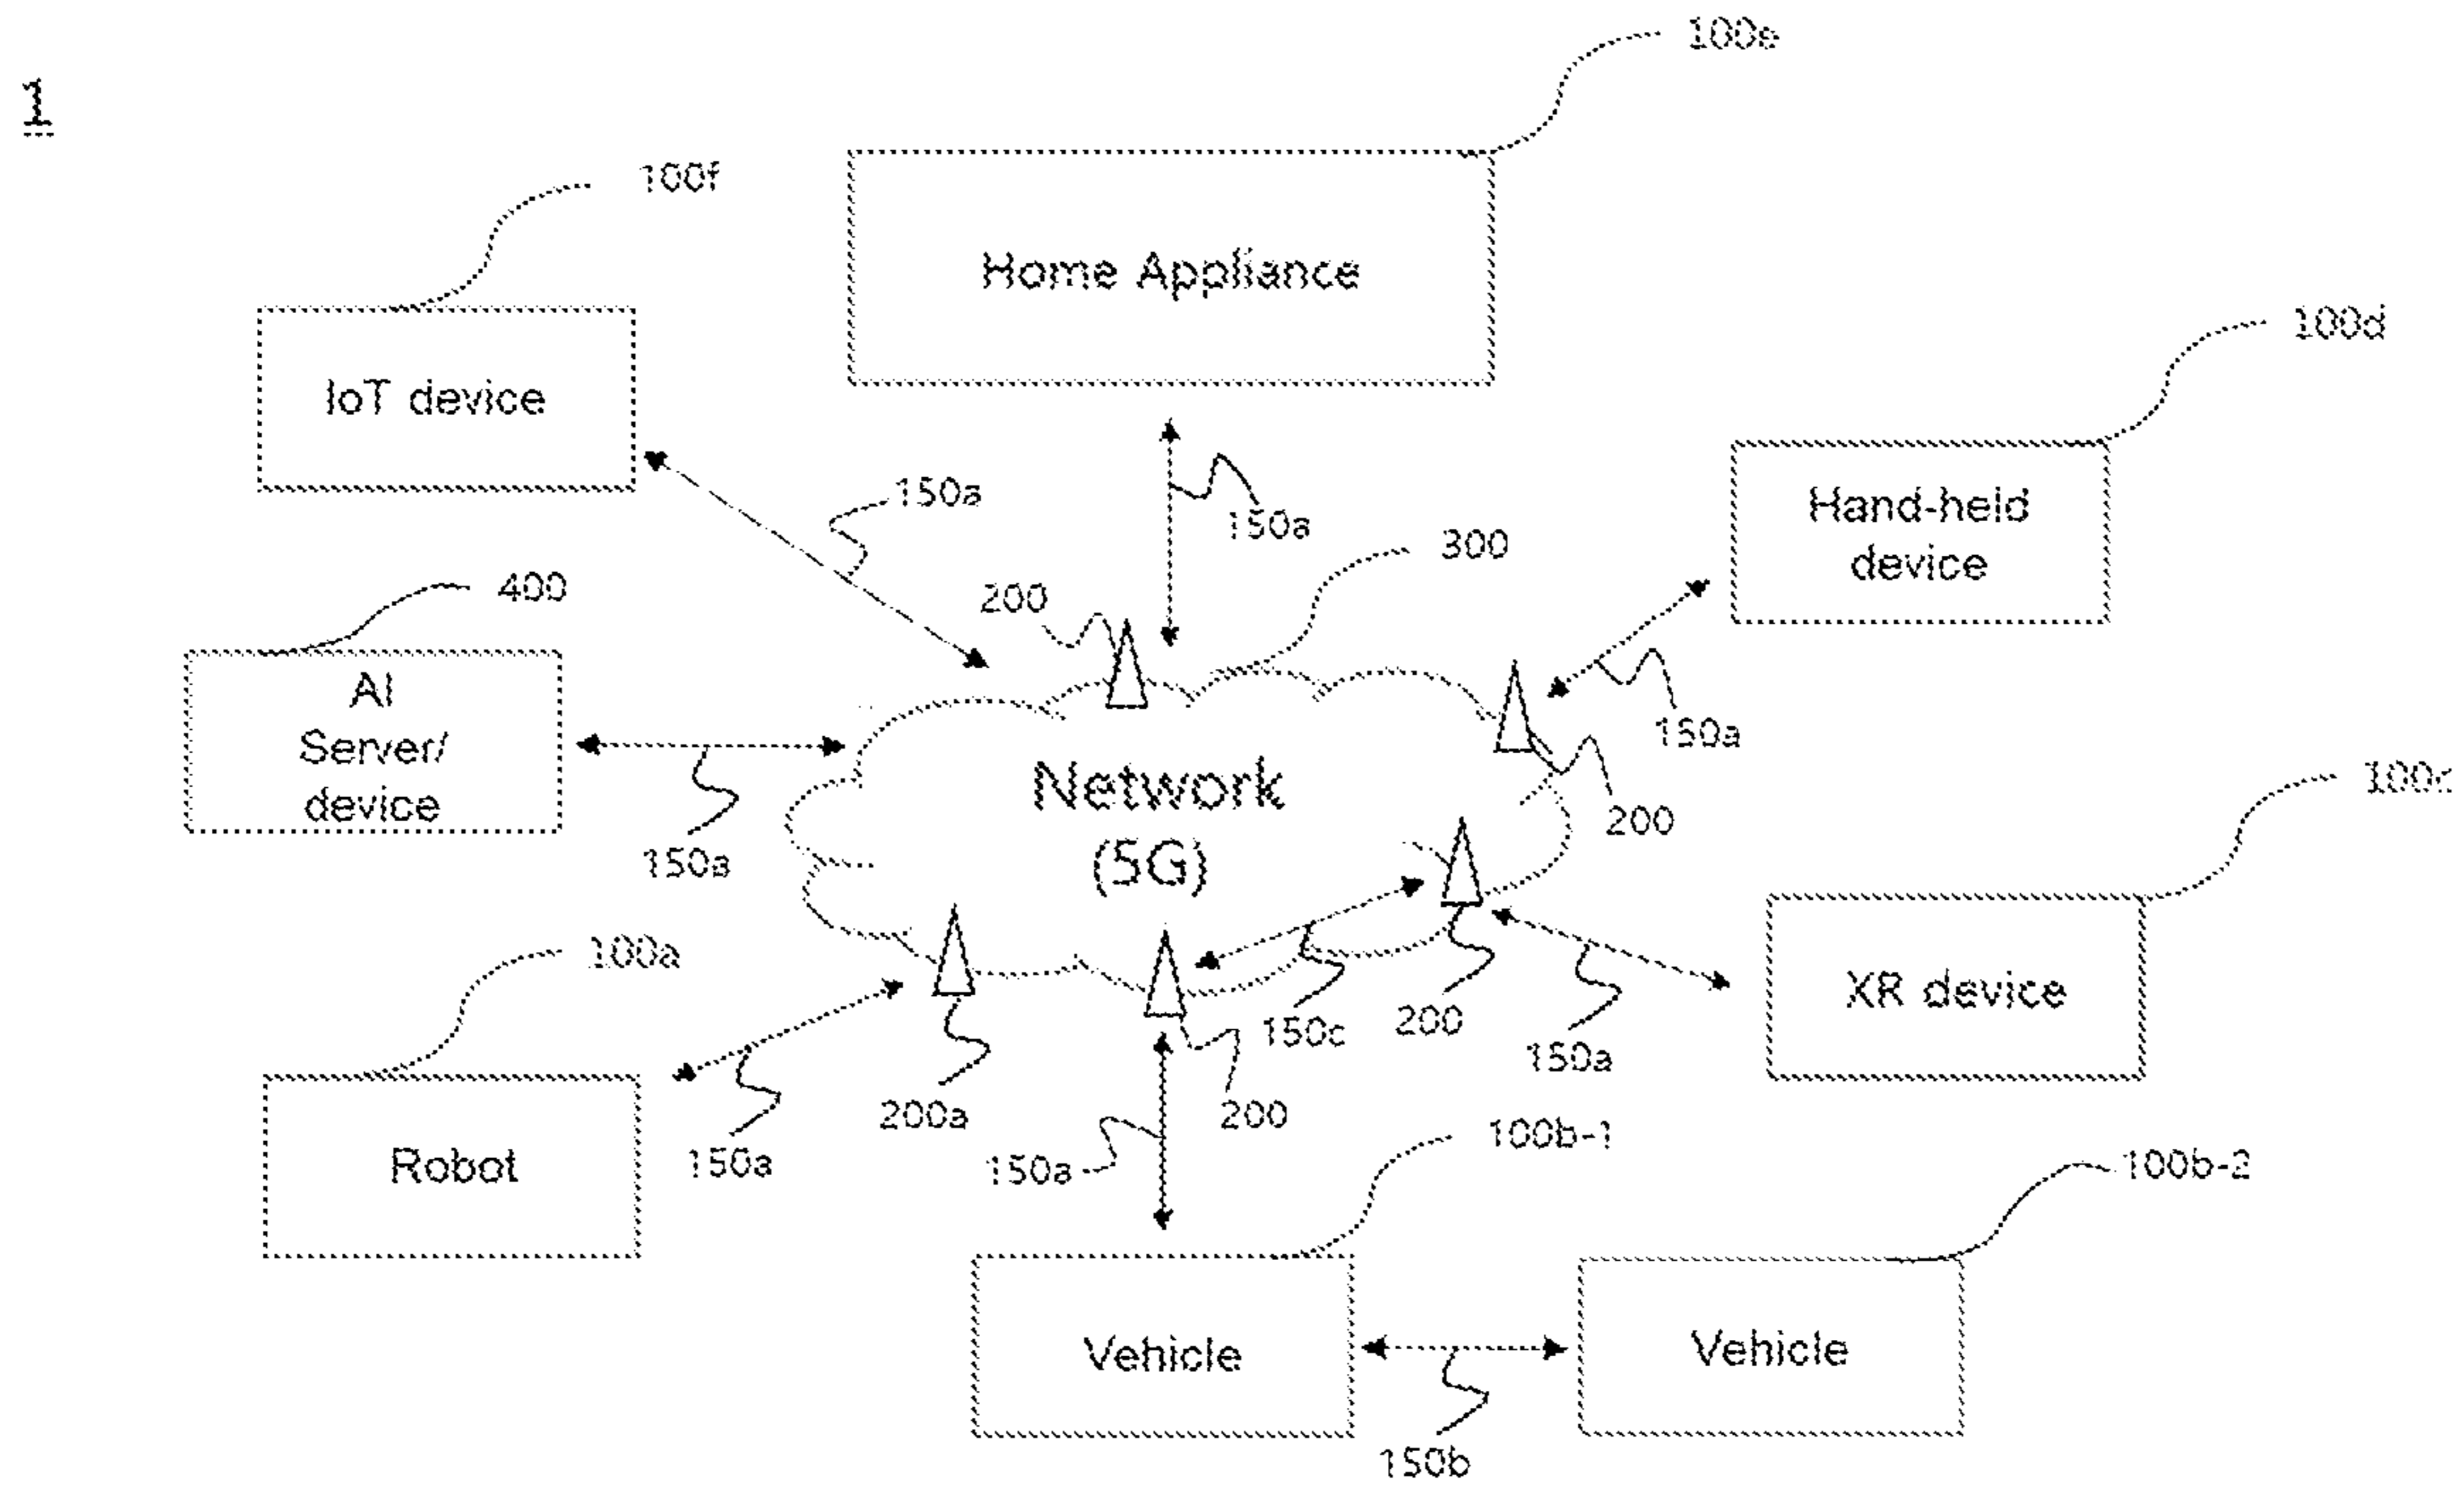 1
100e
100f
Home Appliance
100d
IoT device
150a
150a
Hand-held
device
300
400
200
AI
Server/
device
150a
Network
(5G)
100c
200
150a
100a
XR device
150c
200
150a
200a
200
Robot
150a
150a
100b-1
100b-2
Vehicle
Vehicle
150b